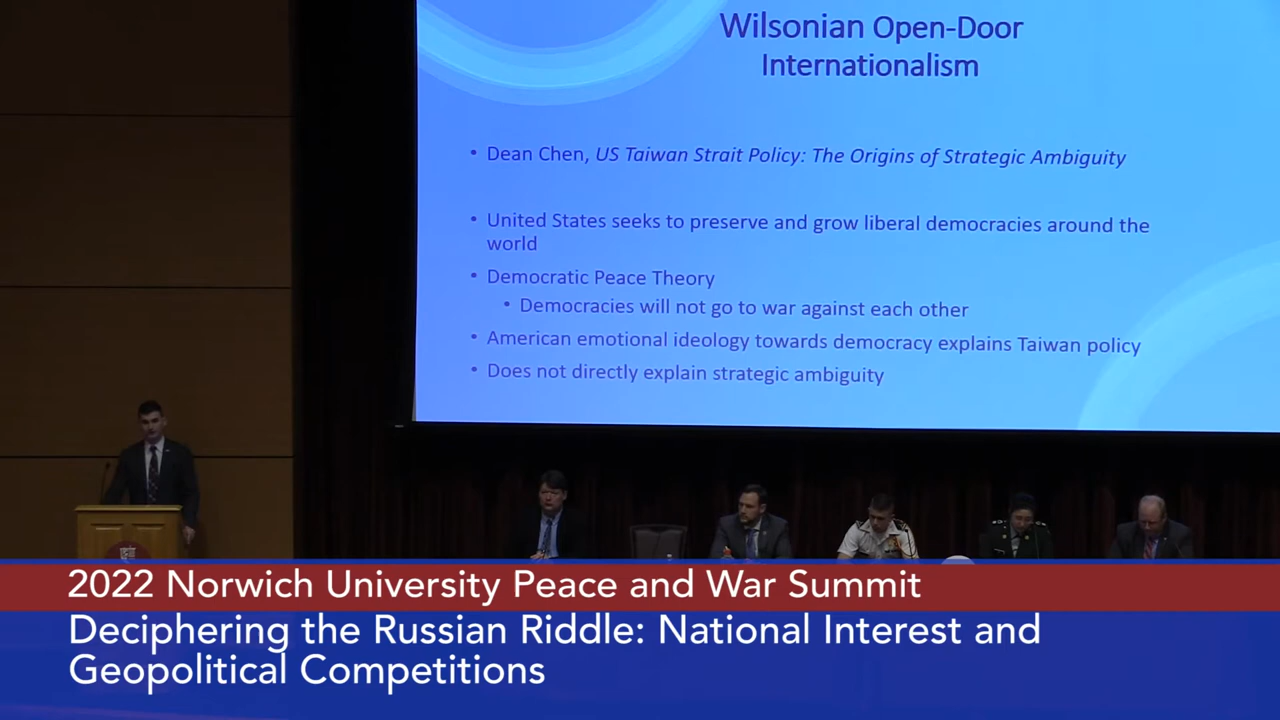 Wilsonian Open-Door
Internationalism
• Dean Chen, US Taiwan Strait Policy: The Origins of Strategic Ambiguity
• United States seeks to preserve and grow liberal democracies around the
world
• Democratic Peace Theory
• Democracies will not go to war against each other
• American emotional ideology towards democracy explains Taiwan policy
• Does not directly explain strategic ambiguity
2022 Norwich University Peace and War Summit
Deciphering the Russian Riddle: National Interest and
Geopolitical Competitions